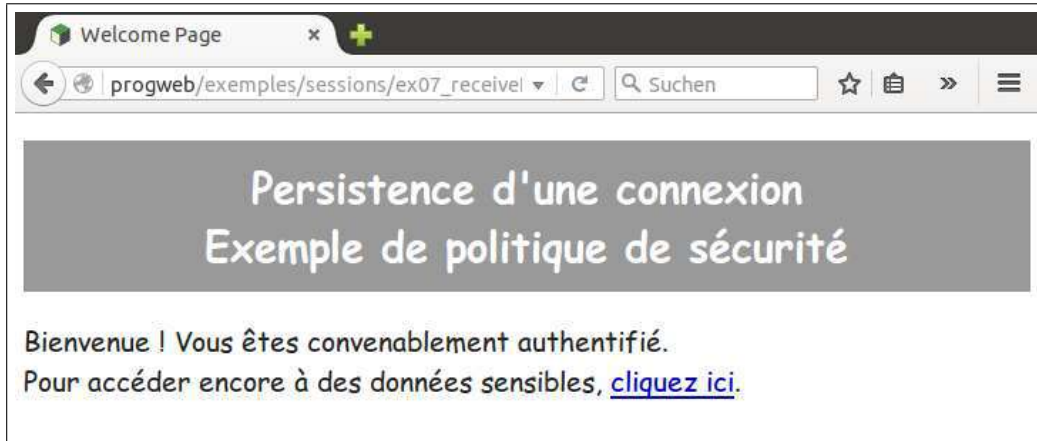 Welcome Page
progweb/exemples/sessions/ex07_receive
Suchen
Persistence d'une connexion
Exemple de politique de sécurité
Bienvenue ! Vous êtes convenablement authentifié.
Pour accéder encore à des données sensibles, cliquez ici.